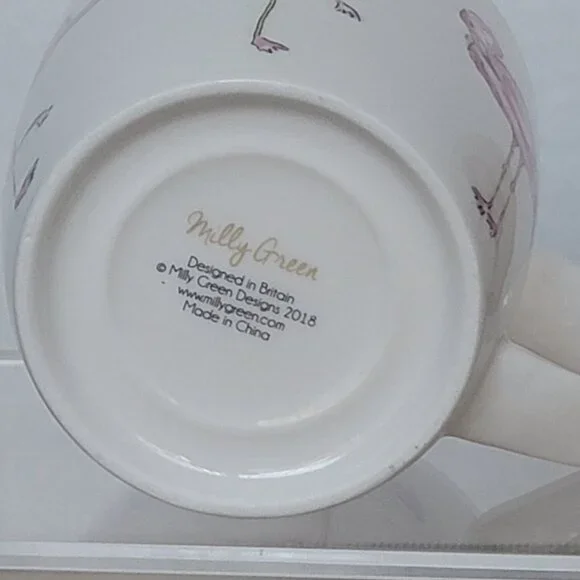 Milly Green
Designed in Britain
© Milly Green Designs 2018
www.millygreen.com
Made in China